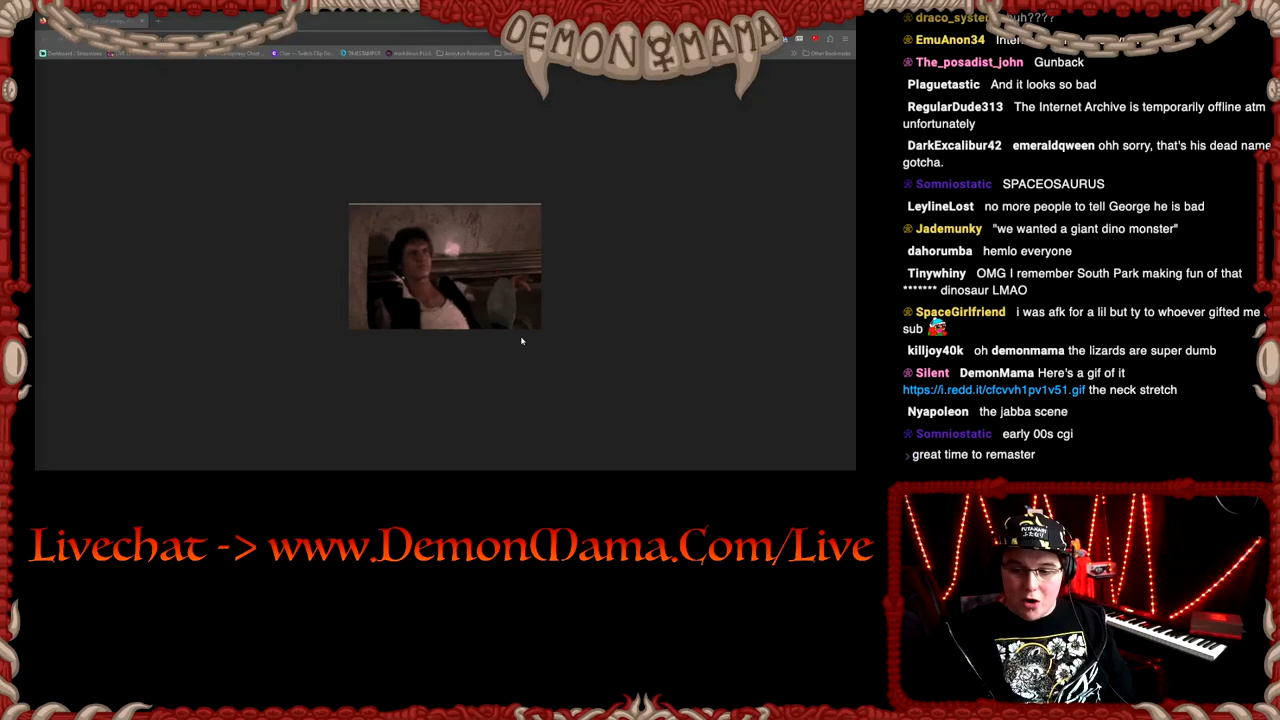 DEMON MAMA
EmuAnon34
The_posadist_john Gunback
Plaguetastic And it looks so bad
RegularDude313 The Internet Archive is temporarily offline atm
unfortunately
DarkExcalibur42 emeraldqween ohh sorry, that's his dead name
gotcha.
Somniostatic SPACEOSAURUS
LeylineLost no more people to tell George he is bad
Jademunky "we wanted a giant dino monster"
dahorumba hemlo everyone
Tinywhiny OMG I remember South Park making fun of that
******* dinosaur LMAO
SpaceGirlfriend i was afk for a lil but ty to whoever gifted me
sub
killjoy40k oh demonmama the lizards are super dumb
Silent DemonMama Here's a gif of it
https://i.redd.it/cfcvvh1pv1v51.gif the neck stretch
Nyapoleon the jabba scene
Somniostatic early 00s cgi
great time to remaster
Livechat -> www.DemonMama.Com/Live